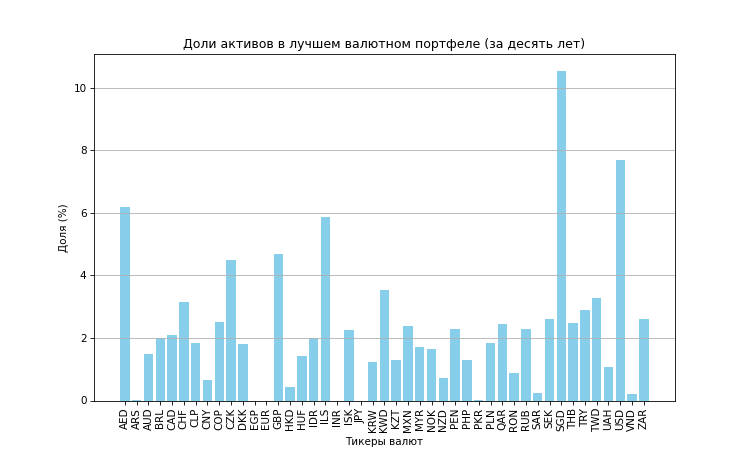 Доли активов в лучшем валютном портфеле (за десять лет)
Доля (%)
10
8
6
4
2
0
AED ARS AUD BRL CAD CHF CLP CNY COP CZK DKK EGP EUR GBP HKD HUF IDR ILS INR ISK JPY KRW KWD KZT MXN MYR NOK NZD PEN PHP PKR PLN QAR RON RUB SAR SEK SGD THB TRY TWD UAH USD VND ZAR
Тикеры валют